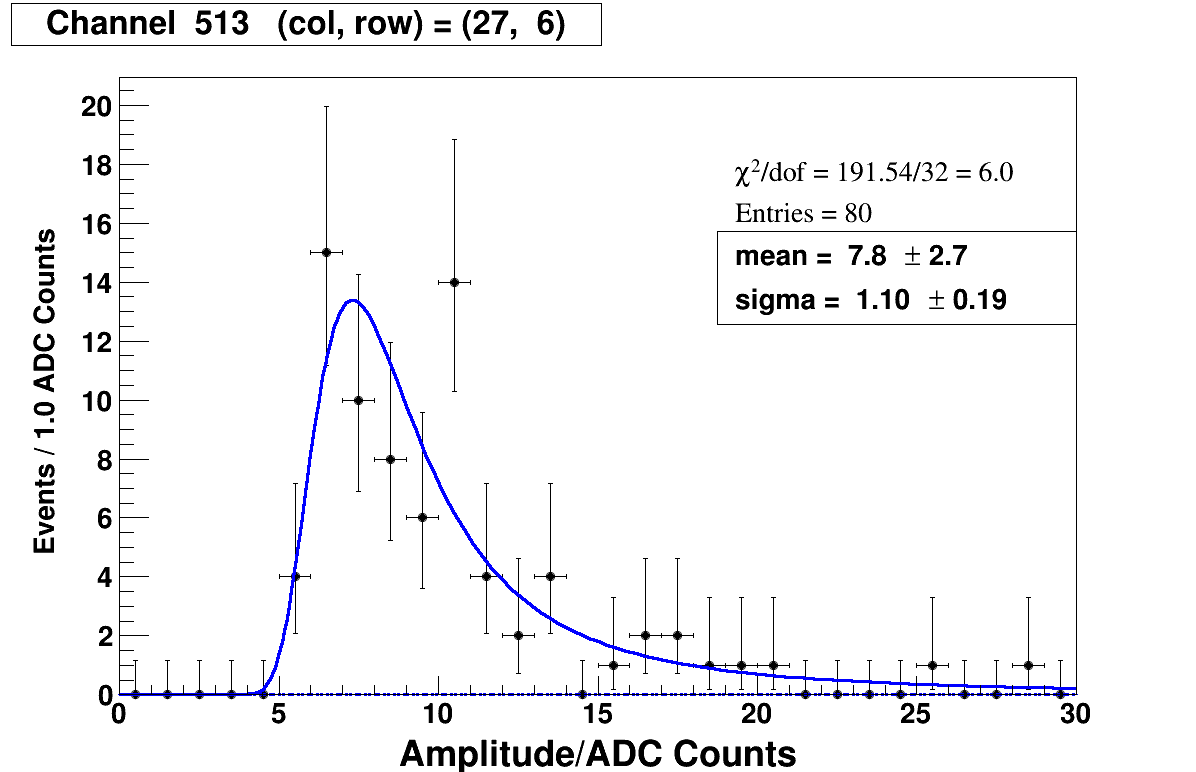 Channel 513 (col, row) = (27, 6)
Events / 1.0 ADC Counts
20
18
16
14
12
10
8
6
4
2
0
χ²/dof = 191.54/32 = 6.0
Entries = 80
mean = 7.8 ± 2.7
sigma = 1.10 ± 0.19
0 5 10 15 20 25 30
Amplitude/ADC Counts